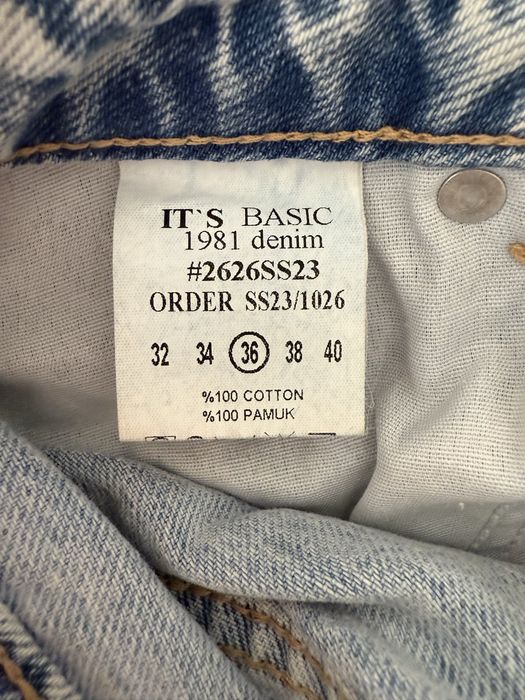 IT`S BASIC
1981 denim
#2626SS23
ORDER SS23/1026
32 34 36 38 40
%100 COTTON
%100 PAMUK